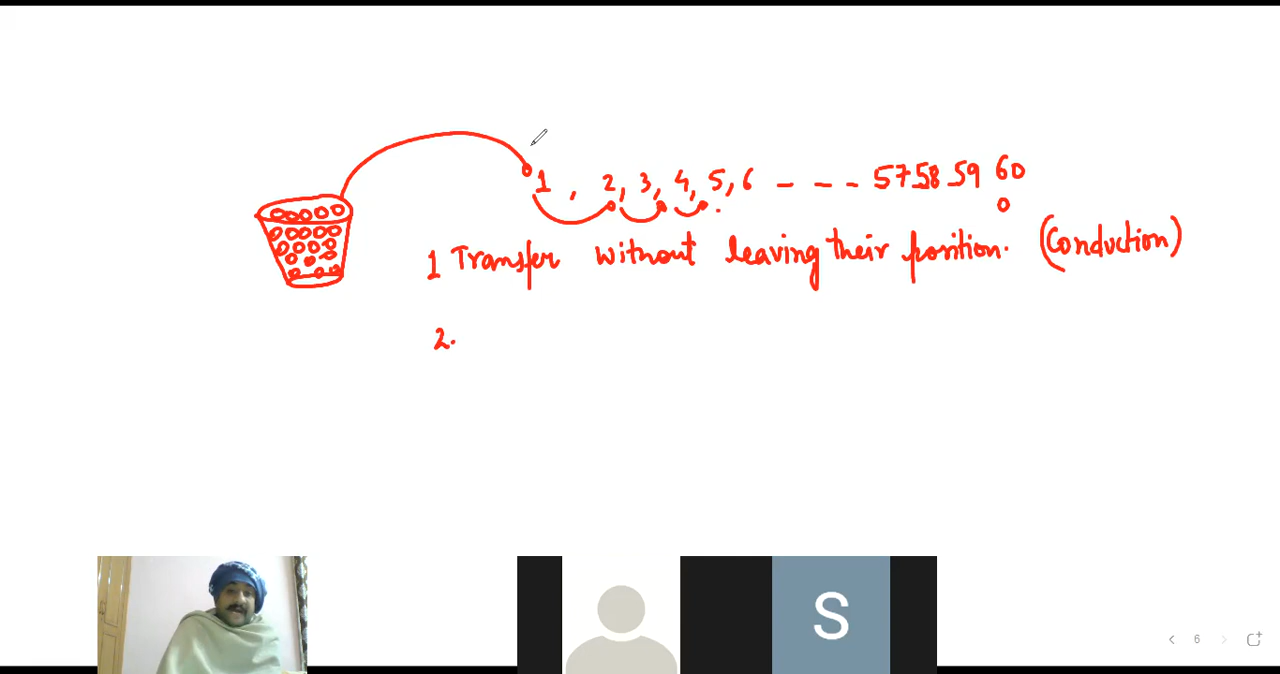 1, 2, 3, 4, 5, 6 - - - 57 58 59 60
1 Transfer without leaving their position. (Conduction)
2.
S
6